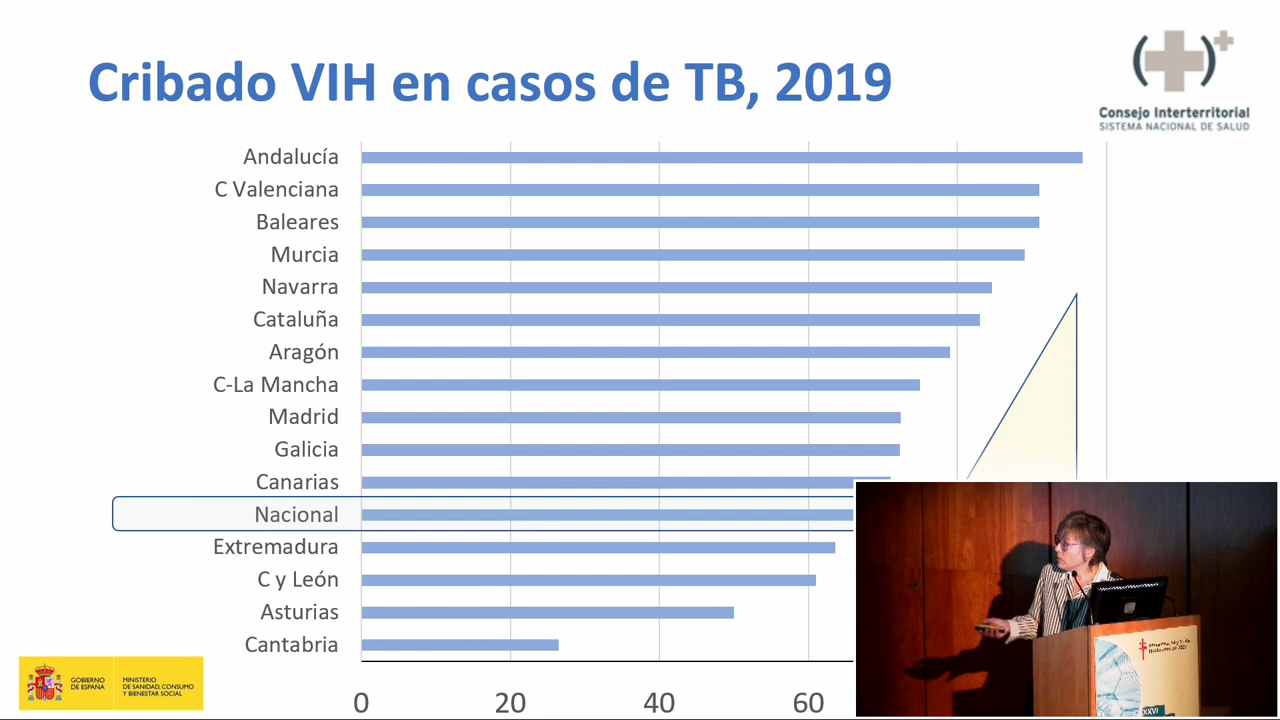 Cribado VIH en casos de TB, 2019
Consejo Interterritorial
SISTEMA NACIONAL DE SALUD
Andalucía
C Valenciana
Baleares
Murcia
Navarra
Cataluña
Aragón
C-La Mancha
Madrid
Galicia
Canarias
Nacional
Extremadura
C y León
Asturias
Cantabria
0 20 40 60
GOBIERNO
DE ESPAÑA
MINISTERIO
DE SANIDAD, CONSUMO
Y BIENESTAR SOCIAL
XXVI